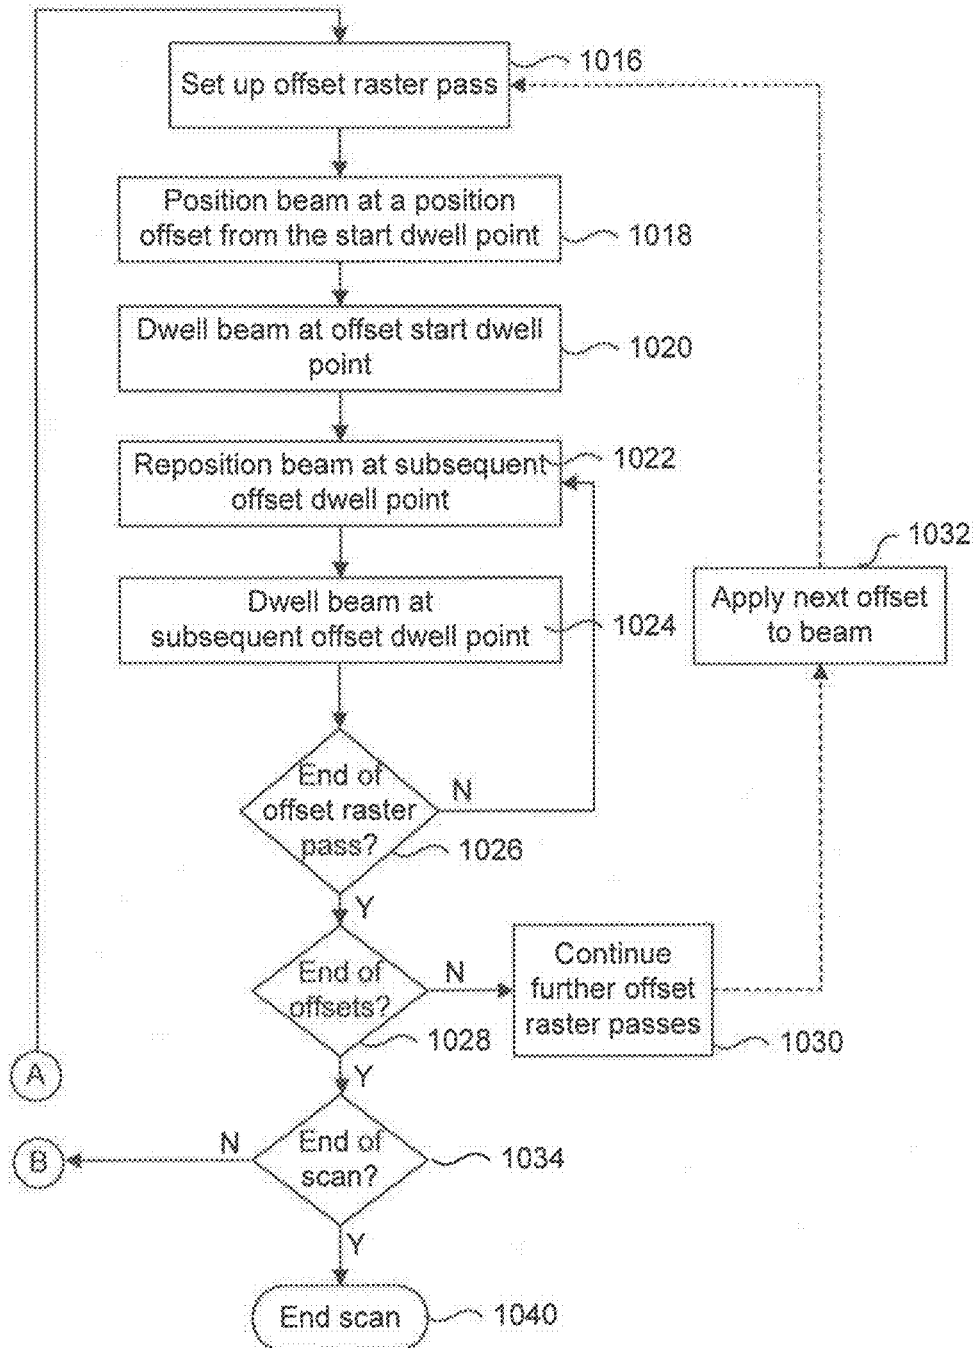 1016
Set up offset raster pass
Position beam at a position
offset from the start dwell point
1018
Dwell beam at offset start dwell
point
1020
Reposition beam at subsequent
offset dwell point
1022
Dwell beam at
subsequent offset dwell point
1024
1032
Apply next offset
to beam
End of
offset raster
pass?
N
1026
Y
End of
offsets?
N
1028
Continue
further offset
raster passes
1030
A
Y
B
N
End of
scan?
1034
Y
End scan
1040